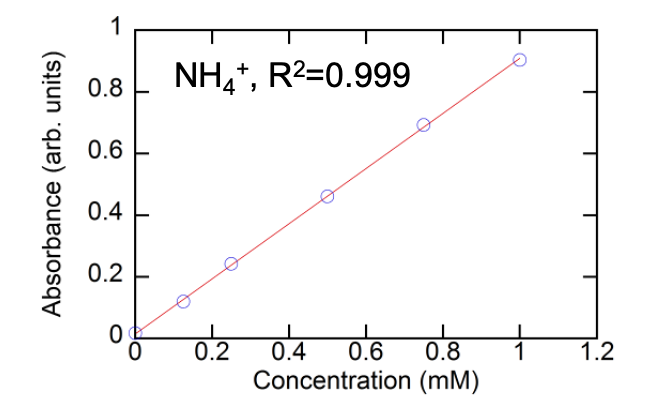 1
NH₄⁺, R²=0.999
0.8
0.6
0.4
0.2
0
Absorbance (arb. units)
0 0.2 0.4 0.6 0.8 1 1.2
Concentration (mM)